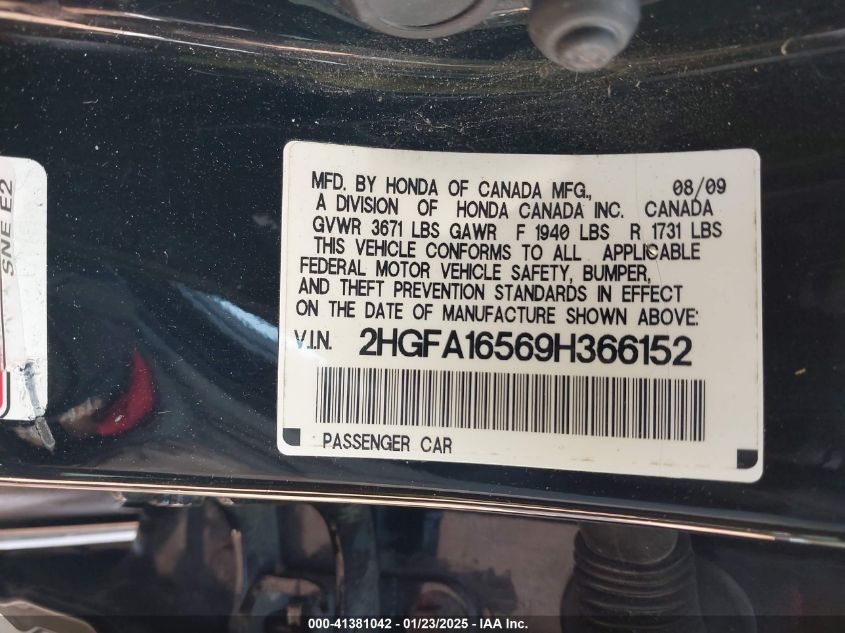 SNE E2
MFD. BY HONDA OF CANADA MFG., 08/09
A DIVISION OF HONDA CANADA INC. CANADA
GVWR 3671 LBS GAWR F 1940 LBS R 1731 LBS
THIS VEHICLE CONFORMS TO ALL APPLICABLE
FEDERAL MOTOR VEHICLE SAFETY, BUMPER,
AND THEFT PREVENTION STANDARDS IN EFFECT
ON THE DATE OF MANUFACTURE SHOWN ABOVE:
V.I.N. 2HGFA16569H366152
PASSENGER CAR
000-41381042 - 01/23/2025 - IAA Inc.